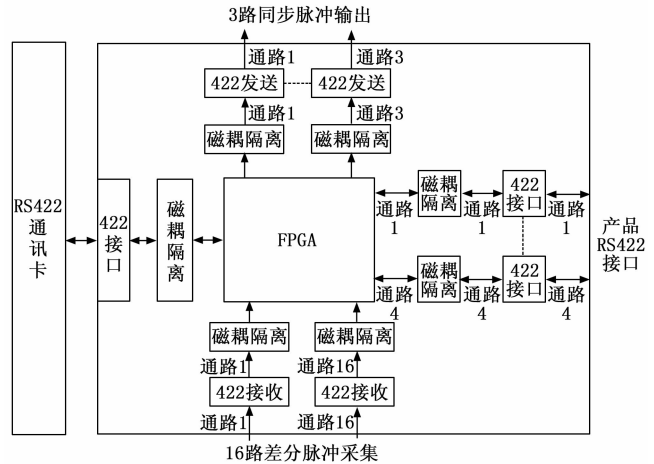 3路同步脉冲输出
通路1
通路3
422发送
422发送
通路1
通路3
磁耦隔离
磁耦隔离
RS422
通讯
卡
422
接
口
磁
耦
隔
离
FPGA
通路
1
磁耦
隔离
通路
1
422
接口
通路
1
产品
RS422
接口
通路
4
磁耦
隔离
通路
4
422
接口
通路
4
磁耦隔离
磁耦隔离
通路1
通路16
422接收
422接收
通路1
通路16
16路差分脉冲采集